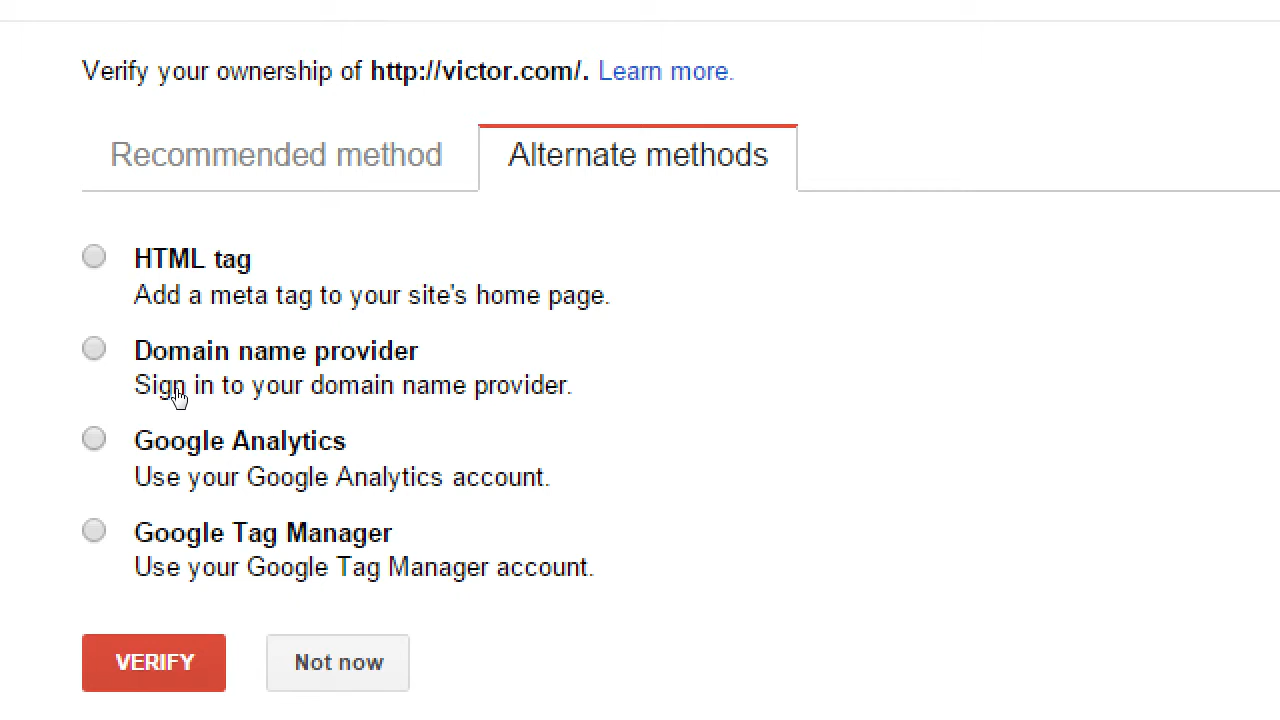 Verify your ownership of http://victor.com/. Learn more.
Recommended method
Alternate methods
HTML tag
Add a meta tag to your site's home page.
Domain name provider
Sign in to your domain name provider.
Google Analytics
Use your Google Analytics account.
Google Tag Manager
Use your Google Tag Manager account.
VERIFY
Not now